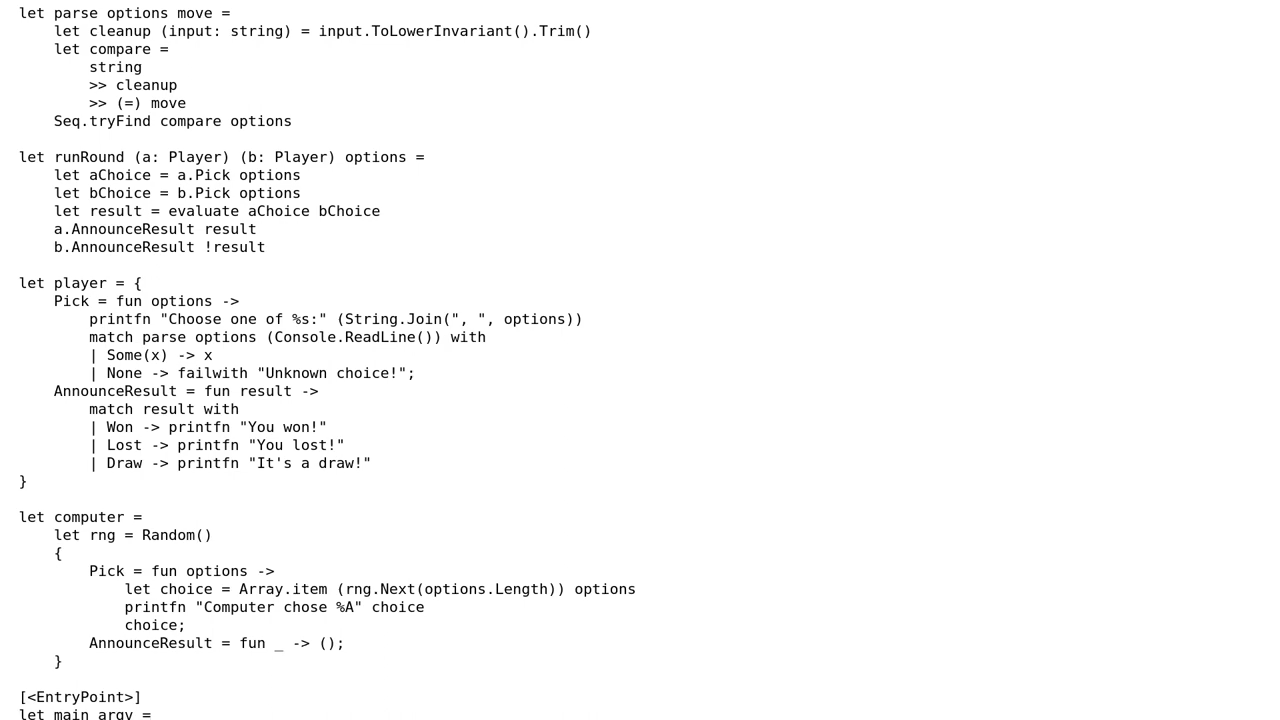 let parse options move =
    let cleanup (input: string) = input.ToLowerInvariant().Trim()
    let compare =
        string
        >> cleanup
        >> (=) move
    Seq.tryFind compare options

let runRound (a: Player) (b: Player) options =
    let aChoice = a.Pick options
    let bChoice = b.Pick options
    let result = evaluate aChoice bChoice
    a.AnnounceResult result
    b.AnnounceResult !result

let player = {
    Pick = fun options ->
        printfn "Choose one of %s:" (String.Join(", ", options))
        match parse options (Console.ReadLine()) with
        | Some(x) -> x
        | None -> failwith "Unknown choice!";
    AnnounceResult = fun result ->
        match result with
        | Won -> printfn "You won!"
        | Lost -> printfn "You lost!"
        | Draw -> printfn "It's a draw!"
}

let computer =
    let rng = Random()
    {
        Pick = fun options ->
            let choice = Array.item (rng.Next(options.Length)) options
            printfn "Computer chose %A" choice
            choice;
        AnnounceResult = fun _ -> ();
    }

[<EntryPoint>]
let main argv =